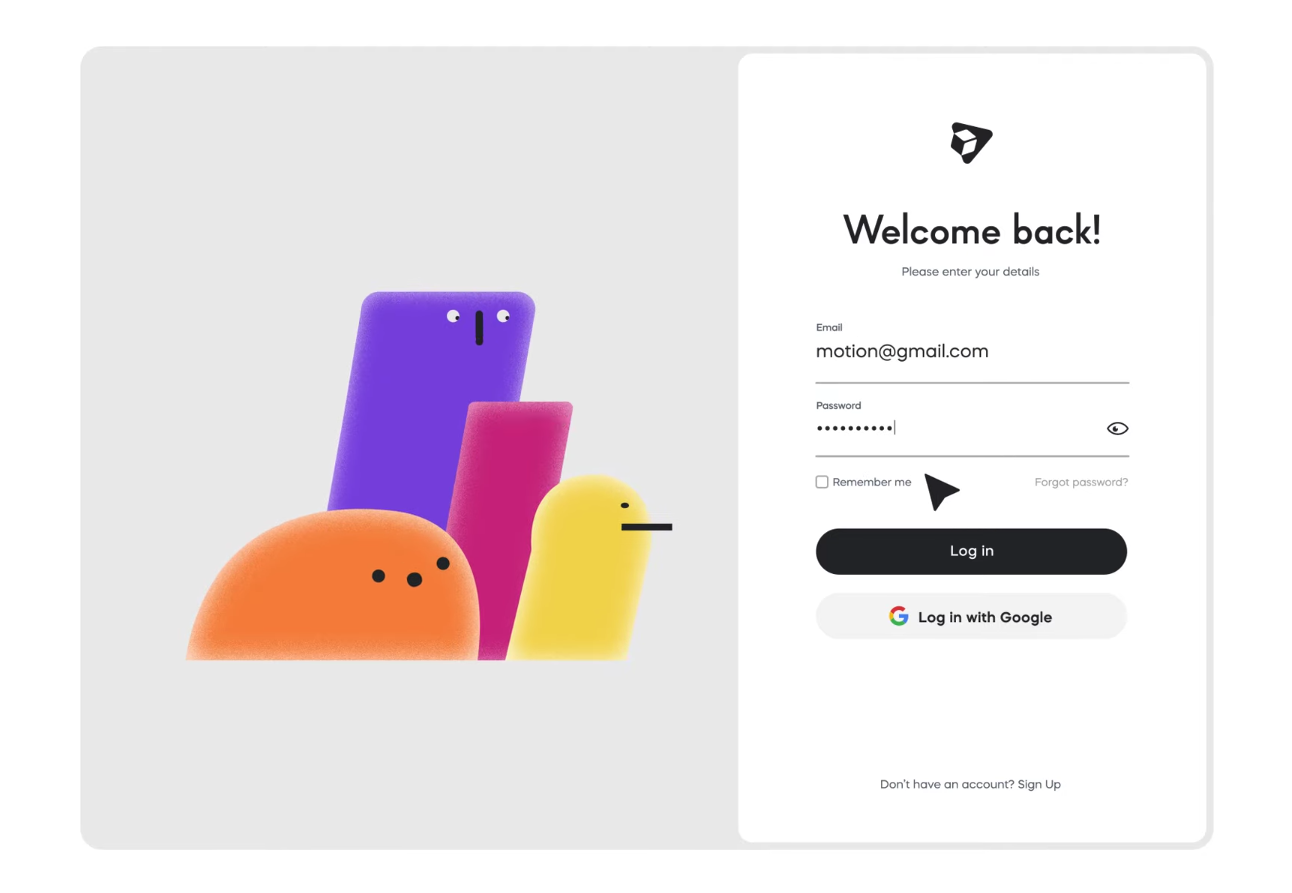 Welcome back!
Please enter your details
Email
motion@gmail.com
Password
••••••••••
Remember me
Forgot password?
Log in
Log in with Google
Don't have an account? Sign Up